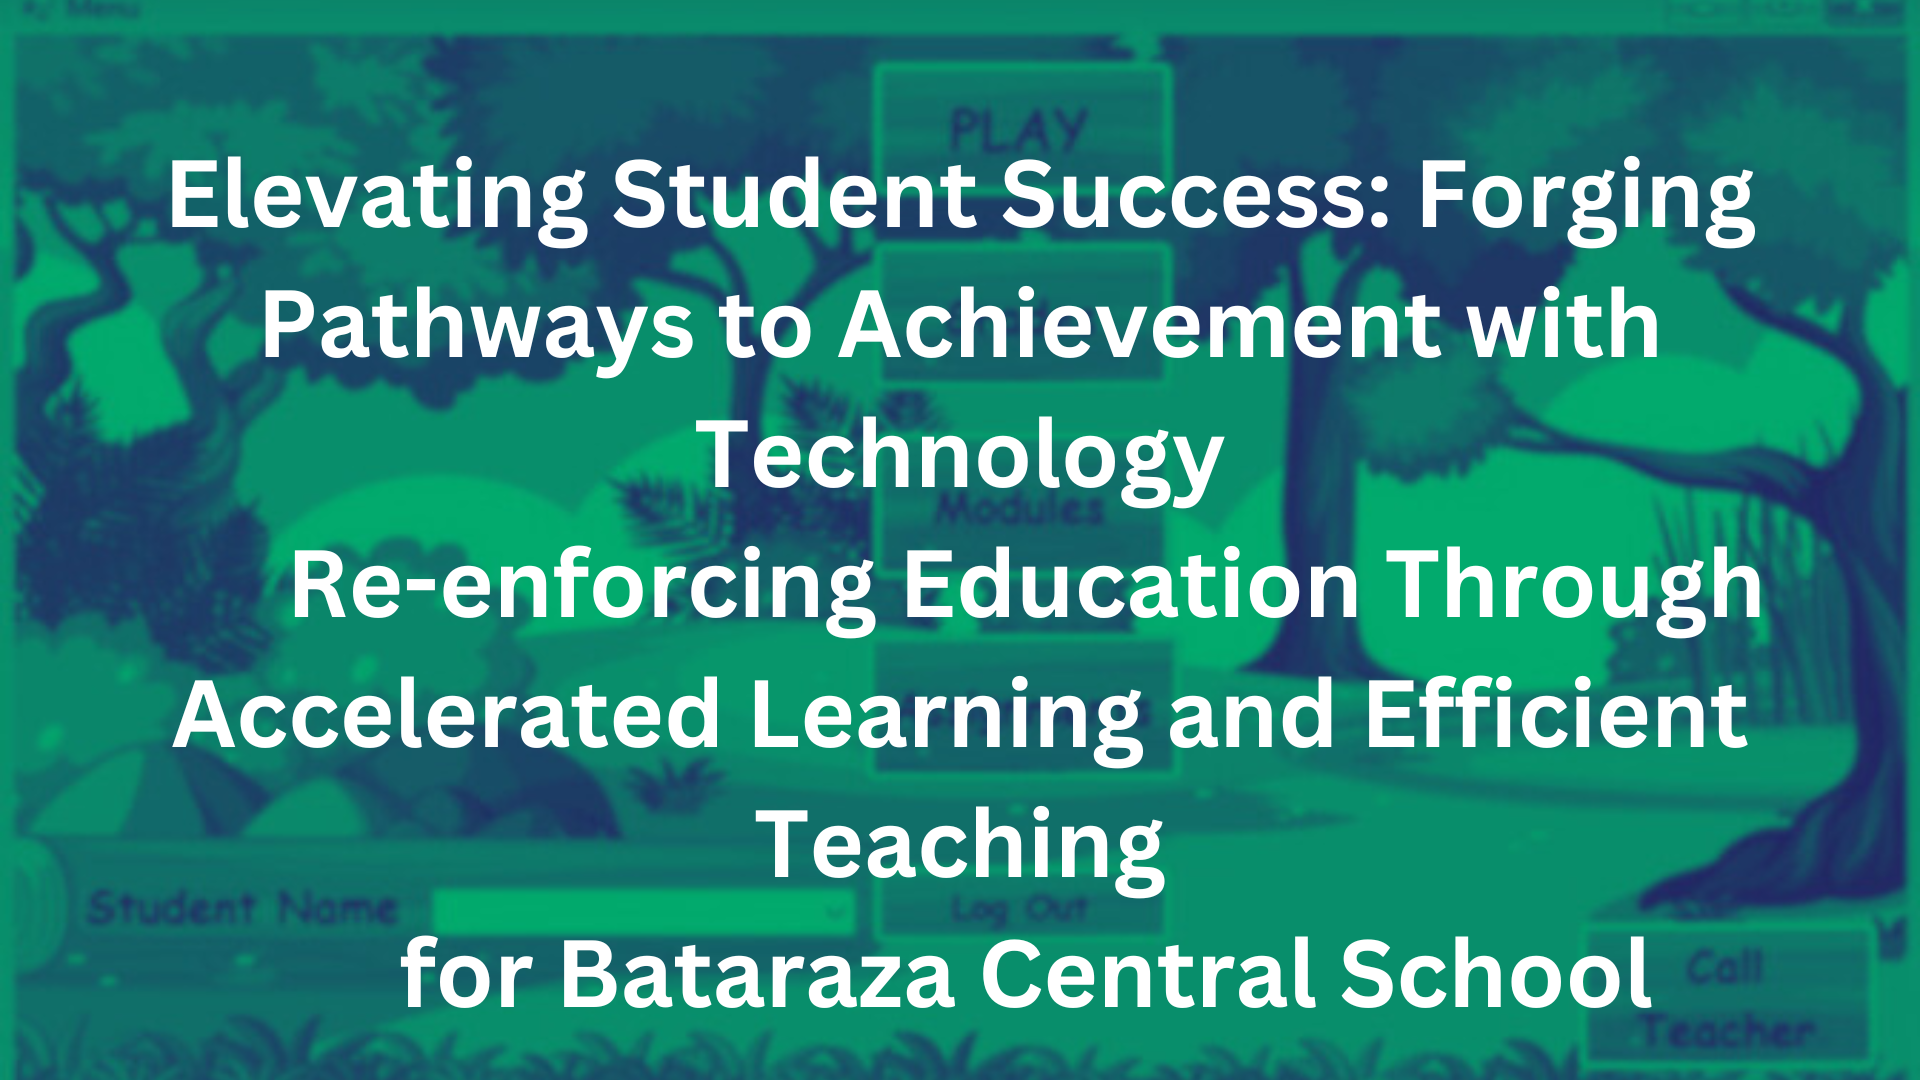 Menu
PLAY
Elevating Student Success: Forging
Pathways to Achievement with
Technology
Modules
Re-enforcing Education Through
Accelerated Learning and Efficient
Teaching
Student Name
Log Out
for Bataraza Central School
Call
Teacher